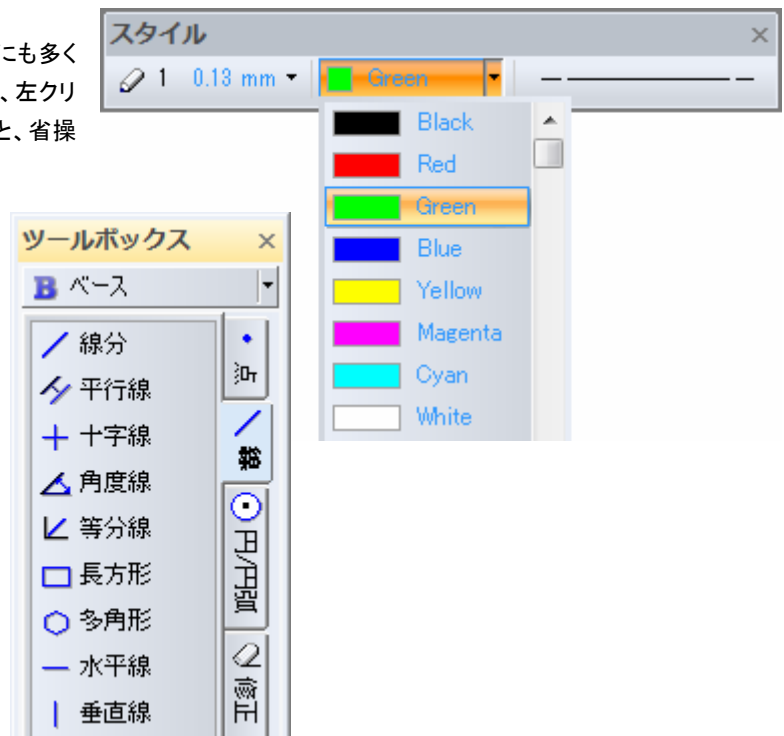 にも多く
、左クリ
と、省操
スタイル
1 0.13 mm Green
Black
Red
Green
Blue
Yellow
Magenta
Cyan
White
ツールボックス
B ベース
線分
平行線
十字線
角度線
等分線
長方形
多角形
水平線
垂直線
線
円/円弧
修正